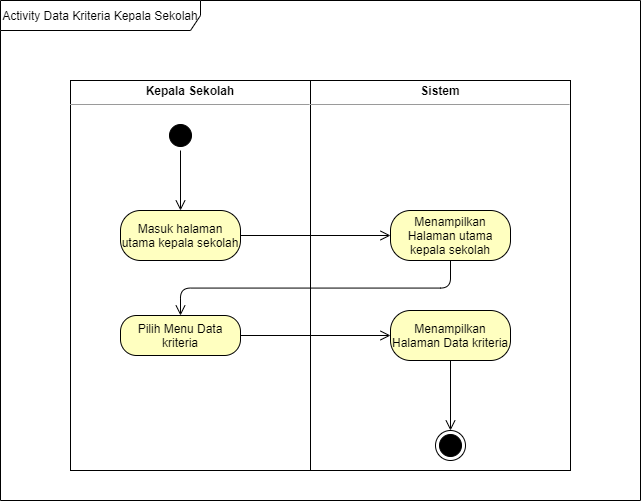 Activity Data Kriteria Kepala Sekolah
Kepala Sekolah
Sistem
Masuk halaman
utama kepala sekolah
Menampilkan
Halaman utama
kepala sekolah
Pilih Menu Data
kriteria
Menampilkan
Halaman Data kriteria